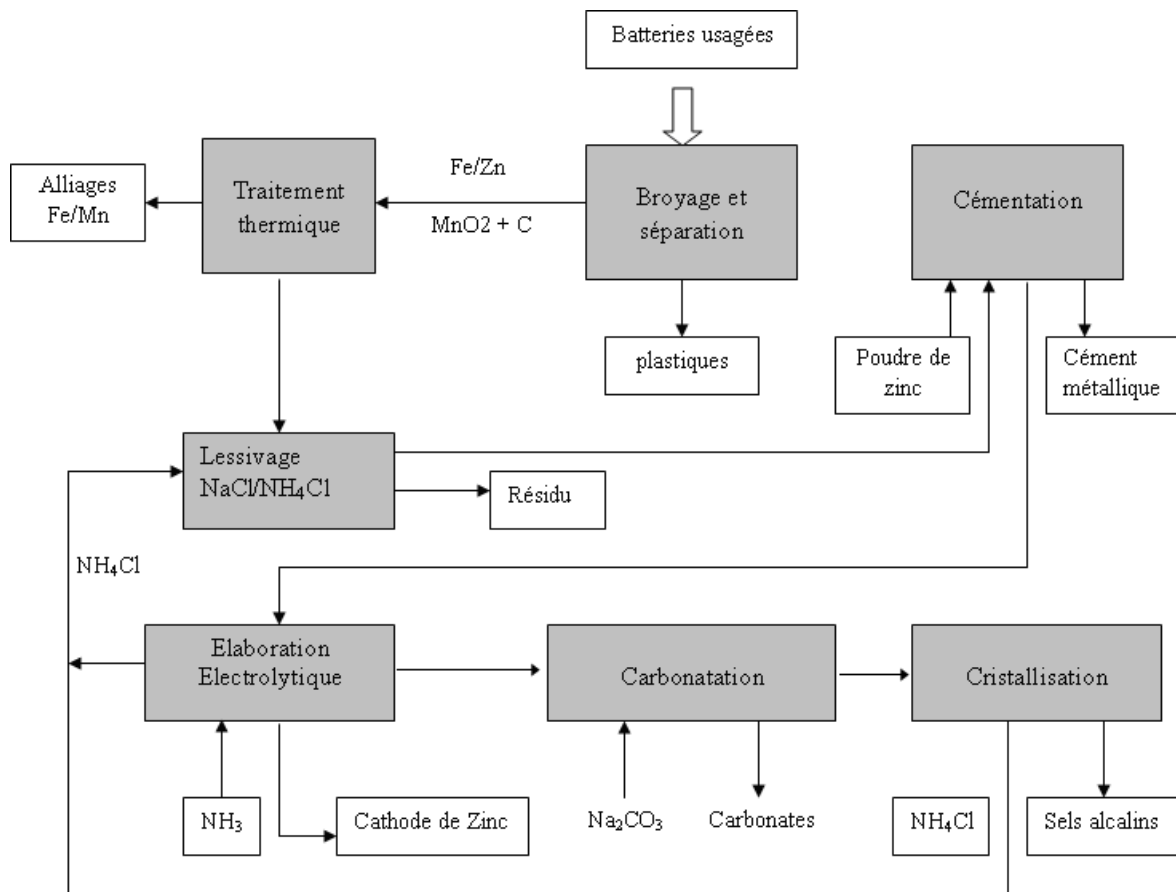 Batteries usagées
Alliages
Fe/Mn
Traitement
thermique
Fe/Zn
MnO2 + C
Broyage et
séparation
Cémentation
plastiques
Poudre de
zinc
Cément
métallique
Lessivage
NaCl/NH₄Cl
Résidu
NH₄Cl
Elaboration
Electrolytique
Carbonatation
Cristallisation
NH₃
Cathode de Zinc
Na₂CO₃
Carbonates
NH₄Cl
Sels alcalins